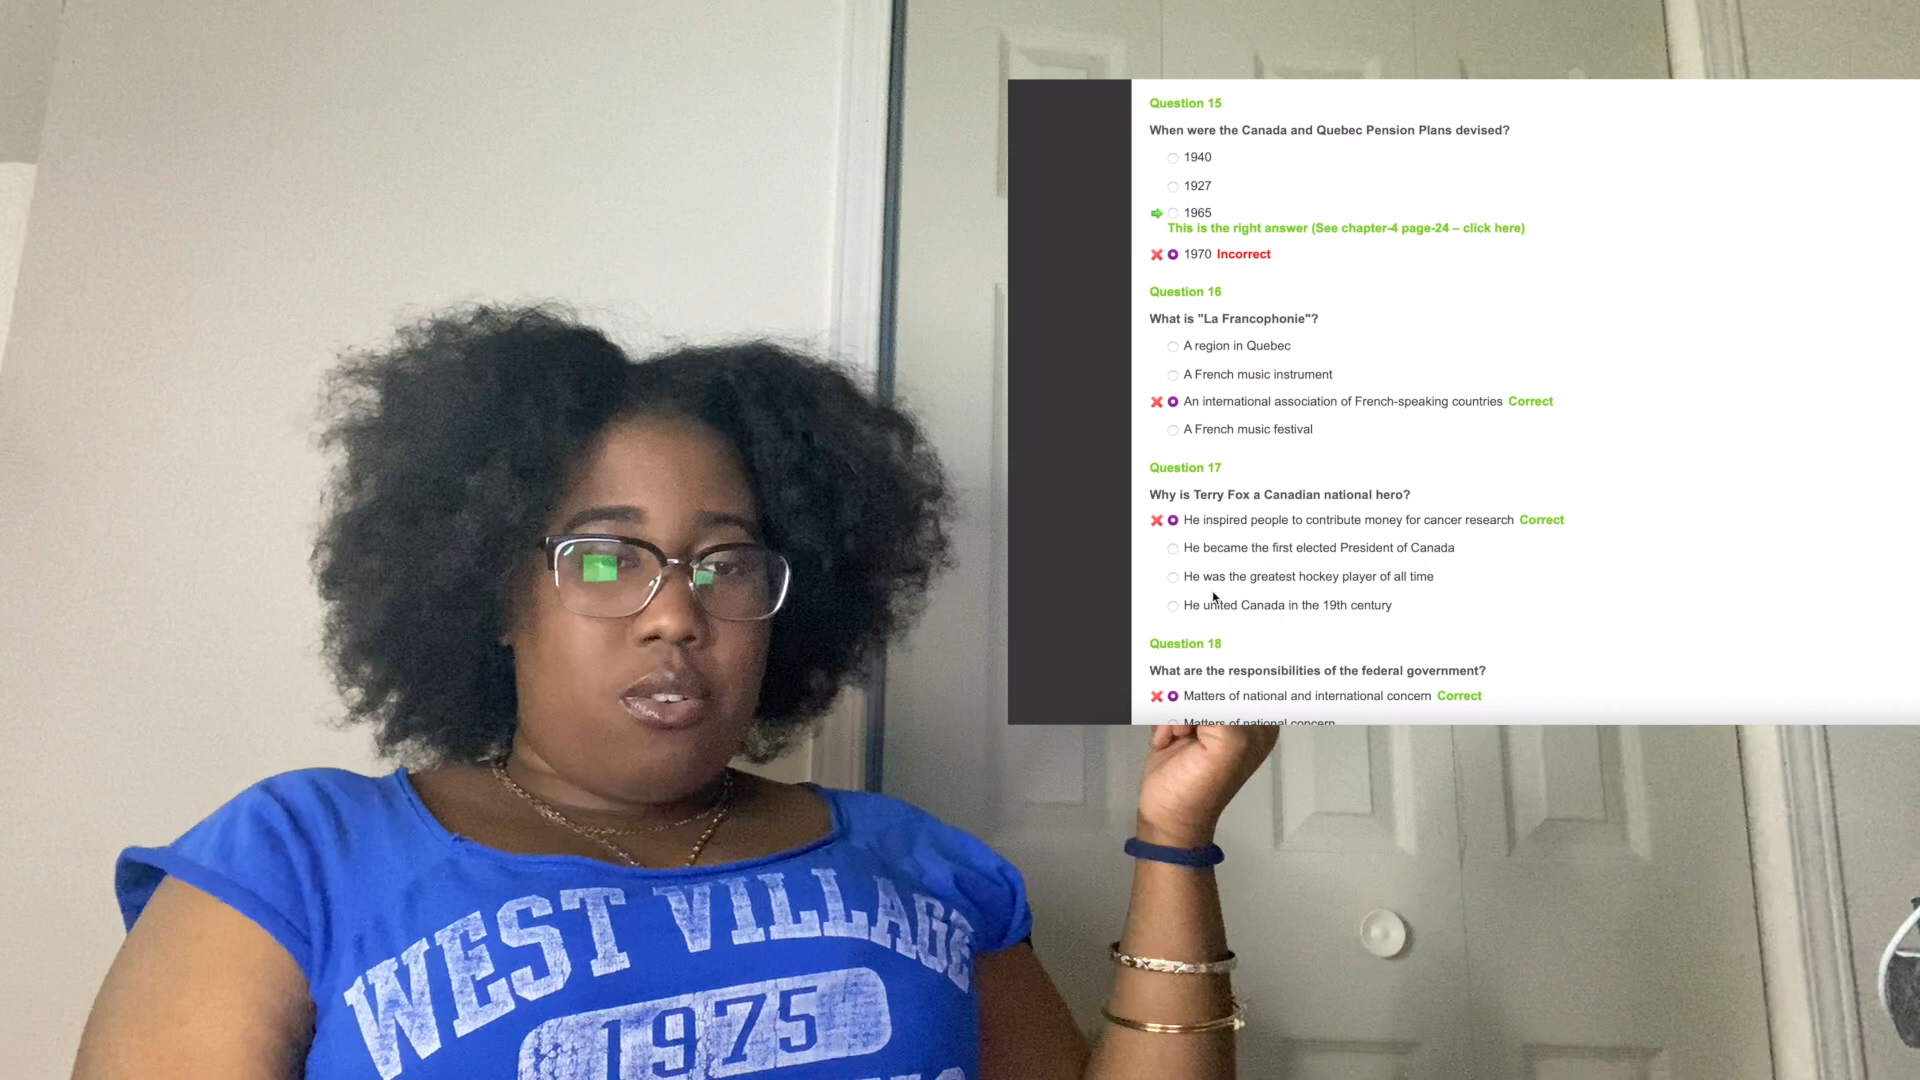 Question 15
When were the Canada and Quebec Pension Plans devised?
1940
1927
1965
This is the right answer (See chapter-4 page-24 – click here)
1970 Incorrect
Question 16
What is "La Francophonie"?
A region in Quebec
A French music instrument
An international association of French-speaking countries Correct
A French music festival
Question 17
Why is Terry Fox a Canadian national hero?
He inspired people to contribute money for cancer research Correct
He became the first elected President of Canada
He was the greatest hockey player of all time
He united Canada in the 19th century
Question 18
What are the responsibilities of the federal government?
Matters of national and international concern Correct
Matters of national concern
WEST VILLAGE
1975